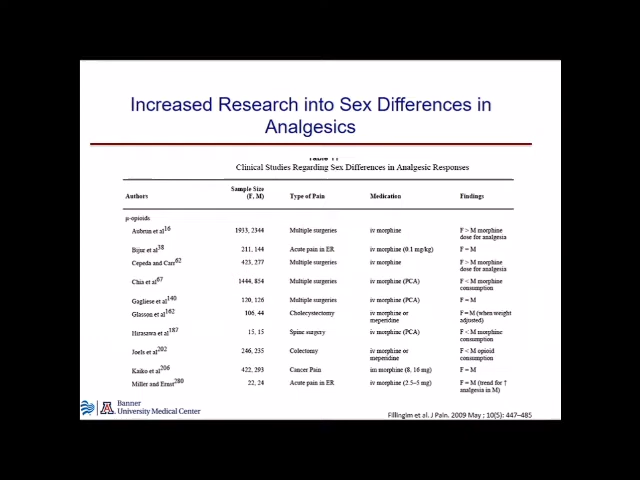 Increased Research into Sex Differences in
Analgesics
Table 11
Clinical Studies Regarding Sex Differences in Analgesic Responses
Authors Sample Size (F, M) Type of Pain Medication Findings
μ-opioids
Aubrun et al16 1933, 2344 Multiple surgeries iv morphine F > M morphine dose for analgesia
Bijur et al38 211, 144 Acute pain in ER iv morphine (0.1 mg/kg) F = M
Cepeda and Carr62 423, 277 Multiple surgeries iv morphine F > M morphine dose for analgesia
Chia et al67 1444, 854 Multiple surgeries iv morphine (PCA) F < M morphine consumption
Gagliese et al140 120, 126 Multiple surgeries iv morphine (PCA) F = M
Glasson et al162 106, 44 Cholecystectomy iv morphine or meperidine F = M (when weight adjusted)
Hirasawa et al187 15, 15 Spine surgery iv morphine (PCA) F < M morphine consumption
Joels et al202 246, 235 Colectomy iv morphine or meperidine F < M opioid consumption
Kaiko et al206 422, 293 Cancer Pain im morphine (8, 16 mg) F = M
Miller and Ernst280 22, 24 Acute pain in ER iv morphine (2.5–5 mg) F = M (trend for ↑ analgesia in M)
Banner
University Medical Center
Fillingim et al. J Pain. 2009 May ; 10(5): 447–485